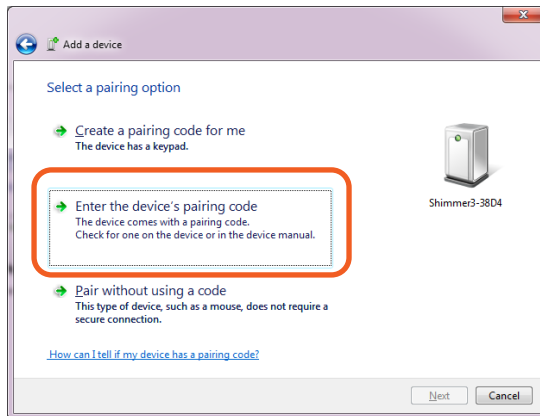 Add a device
Select a pairing option
Create a pairing code for me
The device has a keypad.
Enter the device's pairing code
The device comes with a pairing code.
Check for one on the device or in the device manual.
Shimmer3-38D4
Pair without using a code
This type of device, such as a mouse, does not require a
secure connection.
How can I tell if my device has a pairing code?
Next
Cancel